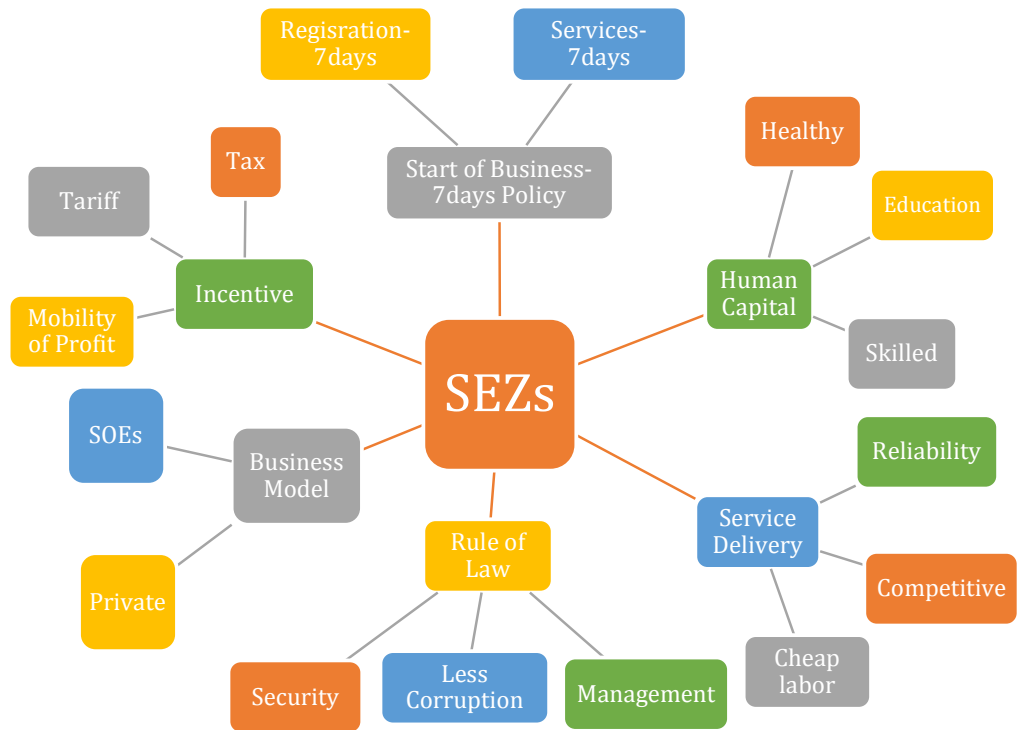 Regisration-
7days
Services-
7days
Start of Business-
7days Policy
Tax
Tariff
Incentive
Mobility
of Profit
Healthy
Education
Human
Capital
Skilled
SEZs
SOEs
Business
Model
Private
Reliability
Service
Delivery
Competitive
Cheap
labor
Rule of
Law
Security
Less
Corruption
Management